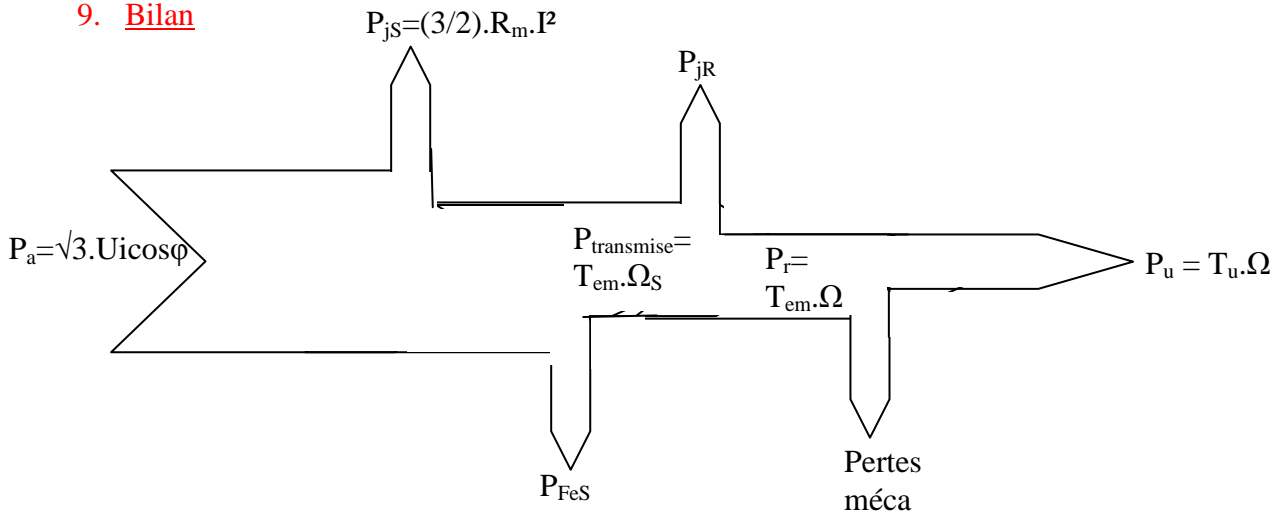 9. Bilan
PjS=(3/2).Rm.I²
PjR
Pa=√3.Uicosφ
Ptransmise=
Tem.ΩS
Pr=
Tem.Ω
Pu = Tu.Ω
PFeS
Pertes
méca